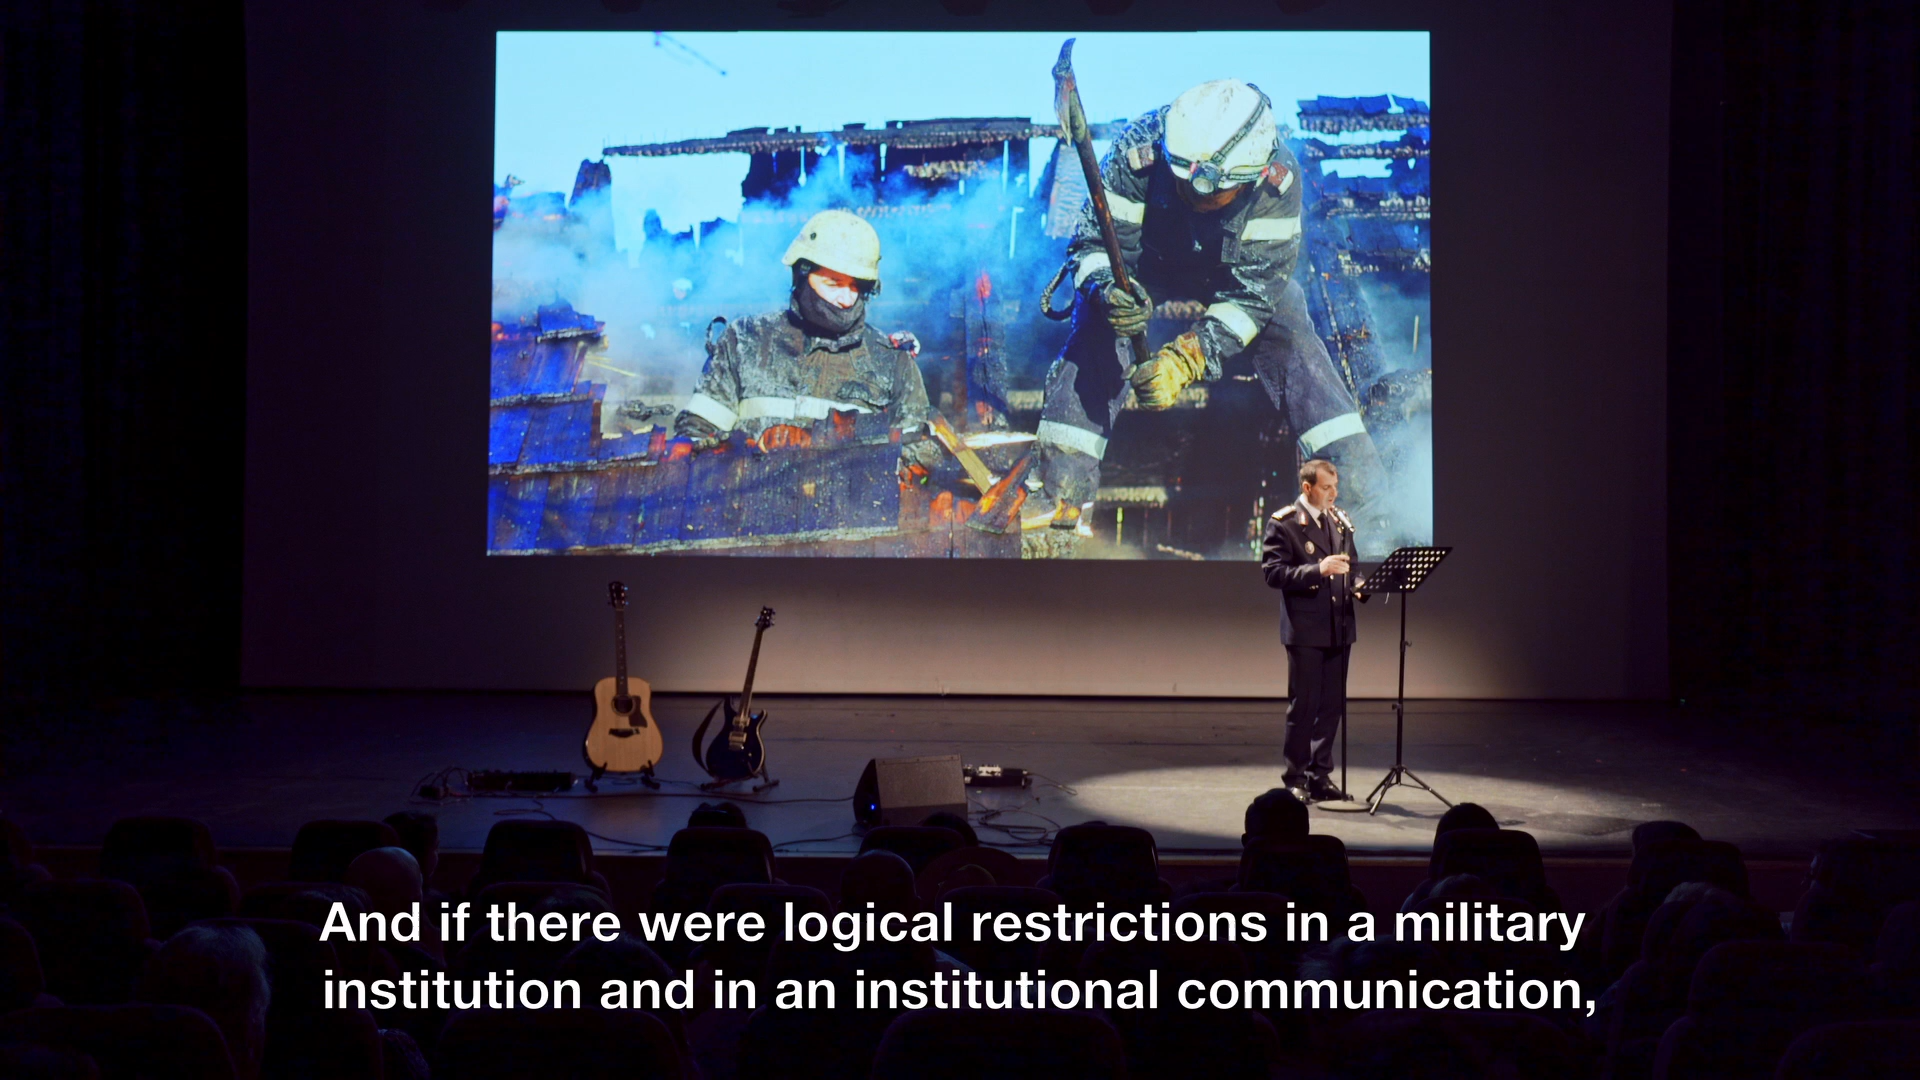 And if there were logical restrictions in a military
institution and in an institutional communication,